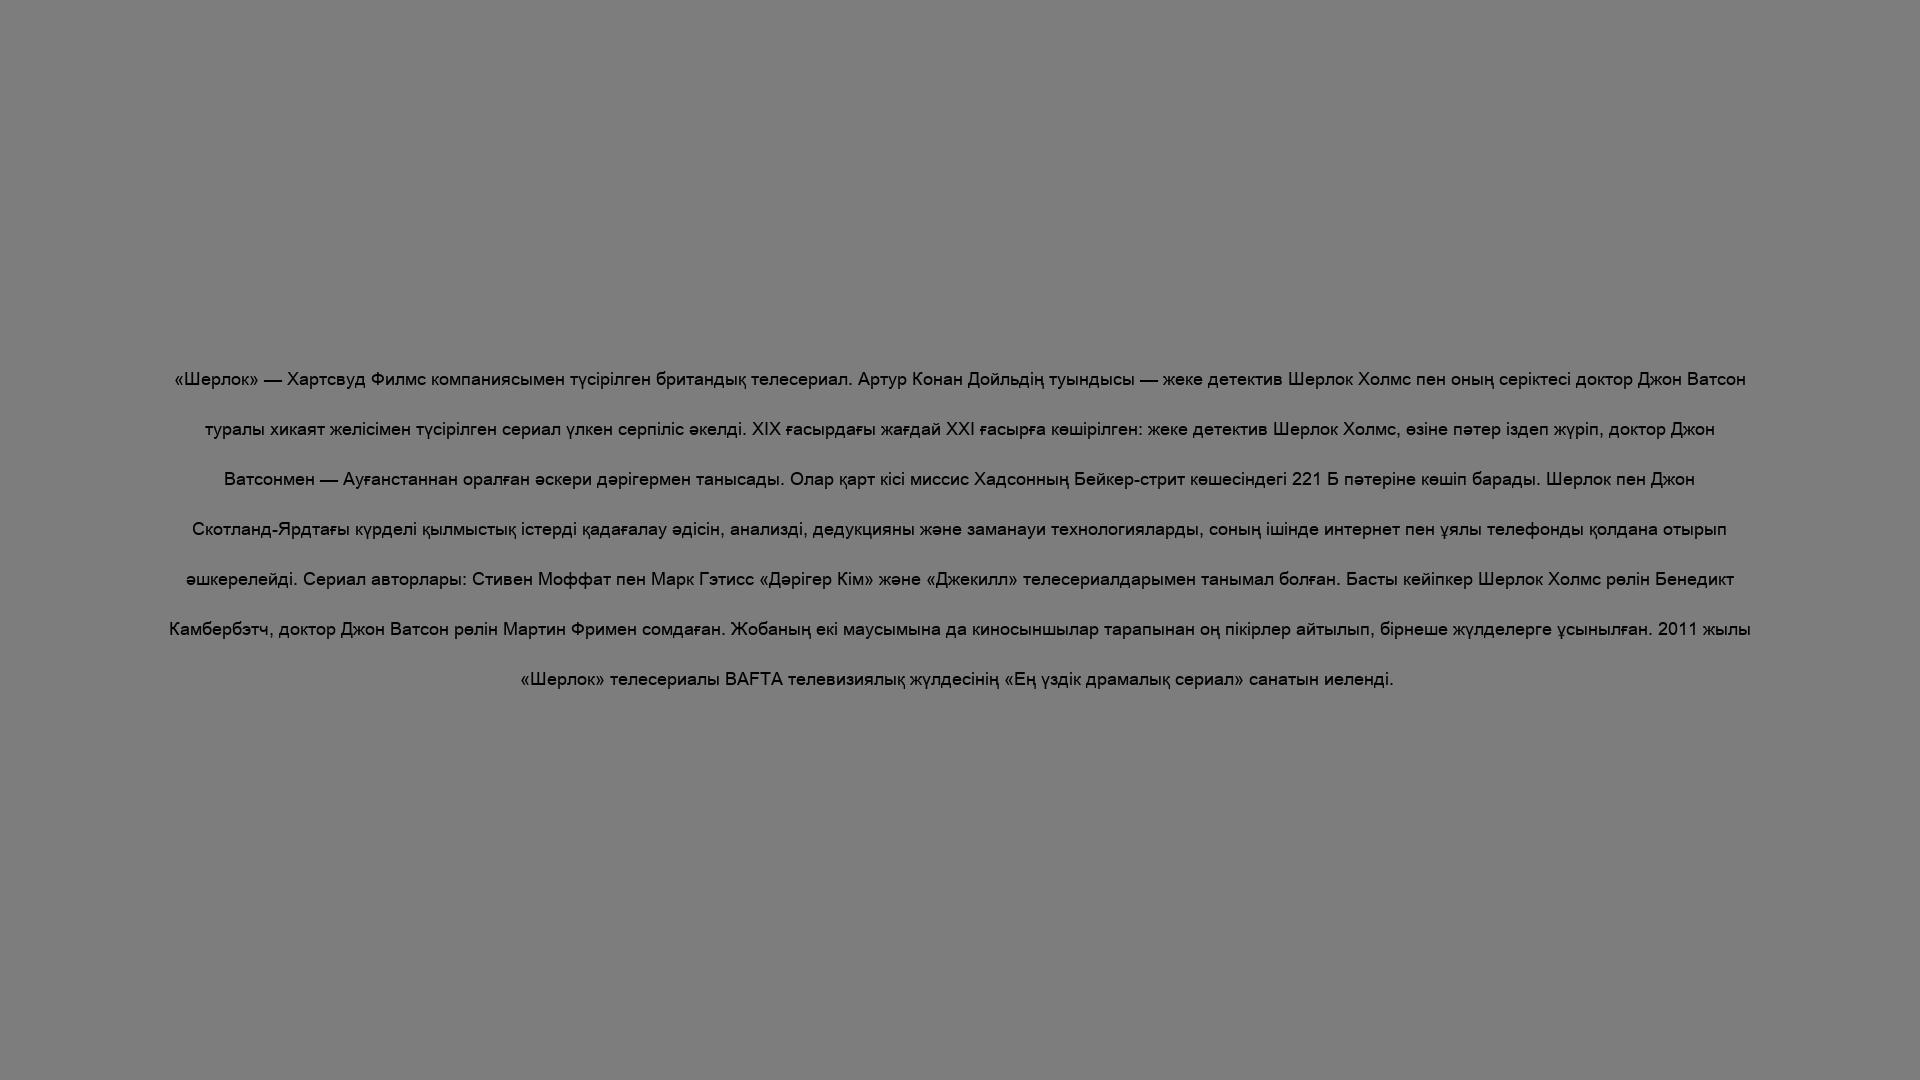 «Шерлок» — Хартсвуд Филмс компаниясымен түсірілген британдық телесериал. Артур Конан Дойльдің туындысы — жеке детектив Шерлок Холмс пен оның серіктесі доктор Джон Ватсон
туралы хикаят желісімен түсірілген сериал үлкен серпіліс әкелді. XIX ғасырдағы жағдай XXI ғасырға көшірілген: жеке детектив Шерлок Холмс, өзіне пәтер іздеп жүріп, доктор Джон
Ватсонмен — Ауғанстаннан оралған әскери дәрігермен танысады. Олар қарт кісі миссис Хадсонның Бейкер-стрит көшесіндегі 221 Б пәтеріне көшіп барады. Шерлок пен Джон
Скотланд-Ярдтағы күрделі қылмыстық істерді қадағалау әдісін, анализді, дедукцияны және заманауи технологияларды, соның ішінде интернет пен ұялы телефонды қолдана отырып
әшкерелейді. Сериал авторлары: Стивен Моффат пен Марк Гэтисс «Дәрігер Кім» және «Джекилл» телесериалдарымен танымал болған. Басты кейіпкер Шерлок Холмс рөлін Бенедикт
Камбербэтч, доктор Джон Ватсон рөлін Мартин Фримен сомдаған. Жобаның екі маусымына да киносыншылар тарапынан оң пікірлер айтылып, бірнеше жүлделерге ұсынылған. 2011 жылы
«Шерлок» телесериалы BAFTA телевизиялық жүлдесінің «Ең үздік драмалық сериал» санатын иеленді.